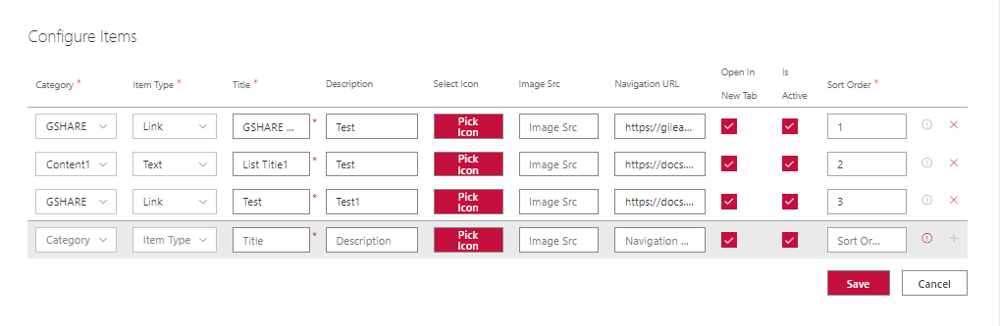 Configure Items
Category * Item Type * Title * Description Select Icon Image Src Navigation URL Open In New Tab Is Active Sort Order *
GSHARE Link GSHARE ... * Test Pick Icon Image Src https://gilea... 1
Content1 Text List Title1 * Test Pick Icon Image Src https://docs.... 2
GSHARE Link Test * Test1 Pick Icon Image Src https://docs.... 3
Category Item Type Title * Description Pick Icon Image Src Navigation ... Sort Or...
Save Cancel